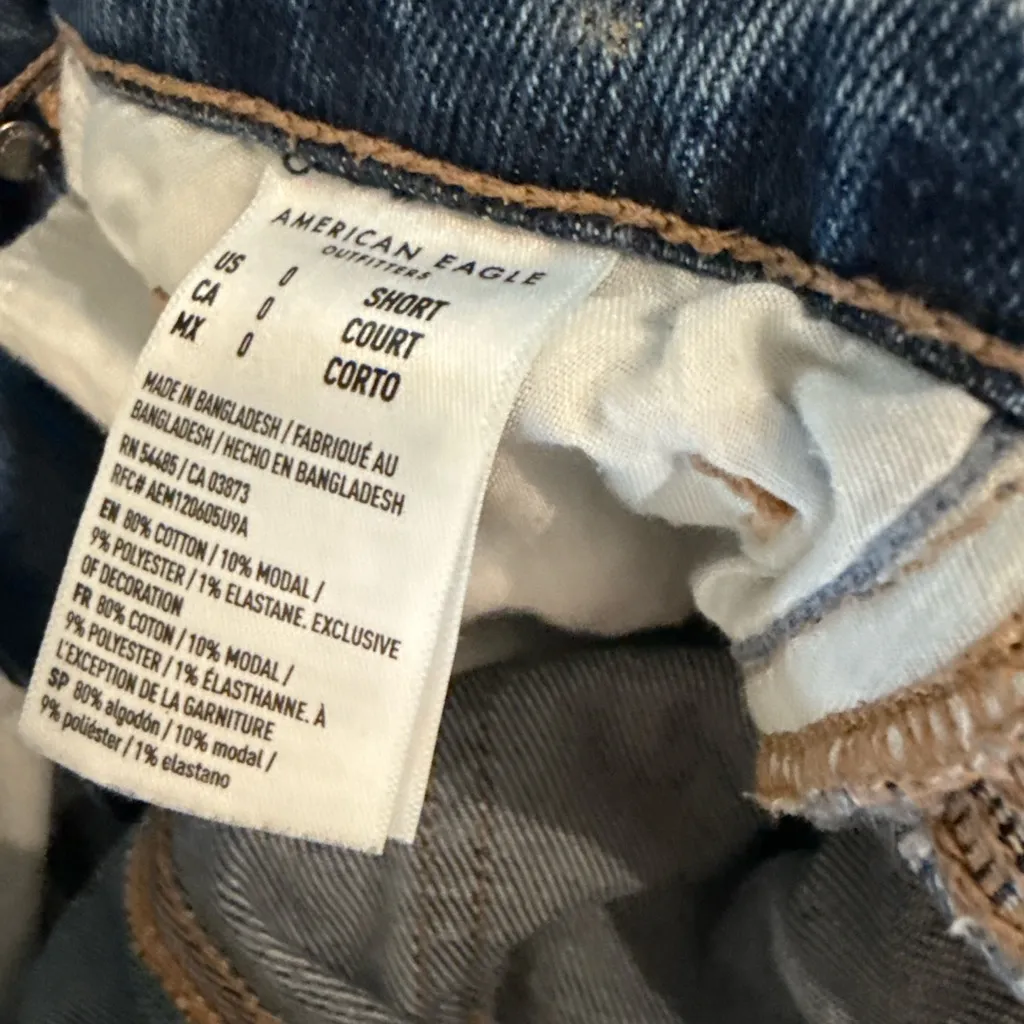 AMERICAN EAGLE
OUTFITTERS
US 0 SHORT
CA 0 COURT
MX 0 CORTO
MADE IN BANGLADESH / FABRIQUÉ AU
BANGLADESH / HECHO EN BANGLADESH
RN 54485 / CA 03873
RFC# AEM120605U9A
EN 80% COTTON / 10% MODAL /
9% POLYESTER / 1% ELASTANE. EXCLUSIVE
OF DECORATION
FR 80% COTON / 10% MODAL /
9% POLYESTER / 1% ÉLASTHANNE. À
L'EXCEPTION DE LA GARNITURE
SP 80% algodón / 10% modal /
9% poliéster / 1% elastano